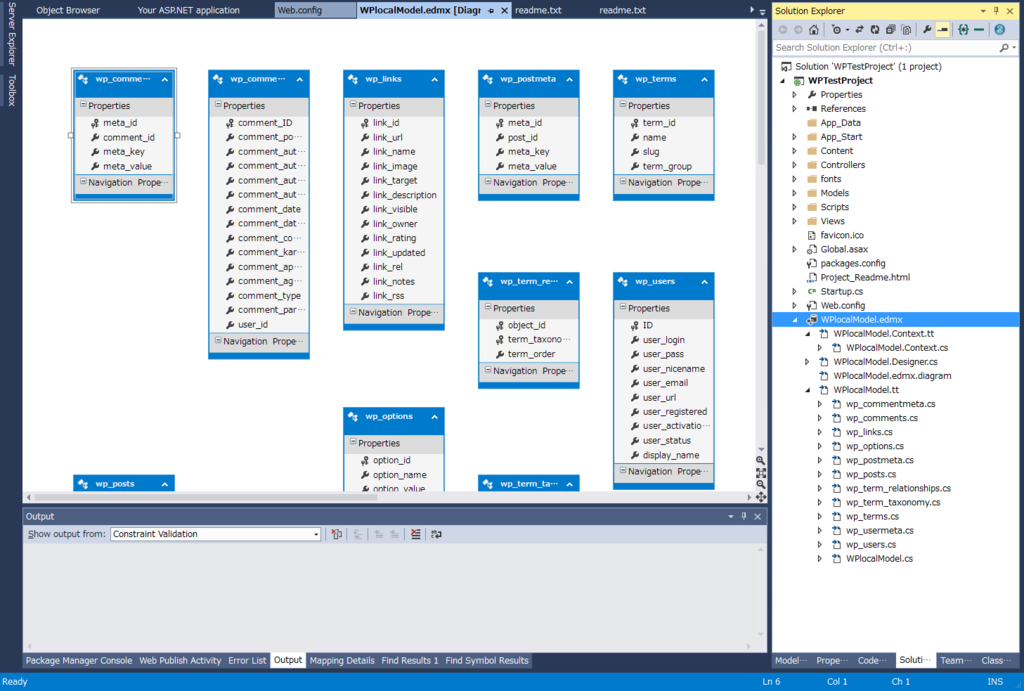 Server Explorer
Toolbox
Object Browser
Your ASP.NET application
Web.config
WPlocalModel.edmx [Diagr
readme.txt
readme.txt
wp_comme···
Properties
meta_id
comment_id
meta_key
meta_value
Navigation Prope···
wp_comme···
Properties
comment_ID
comment_po···
comment_aut···
comment_aut···
comment_aut···
comment_aut···
comment_date
comment_dat···
comment_co···
comment_kar···
comment_ap···
comment_ag···
comment_type
comment_par···
user_id
Navigation Prope···
wp_links
Properties
link_id
link_url
link_name
link_image
link_target
link_description
link_visible
link_owner
link_rating
link_updated
link_rel
link_notes
link_rss
Navigation Prope···
wp_postmeta
Properties
meta_id
post_id
meta_key
meta_value
Navigation Prope···
wp_terms
Properties
term_id
name
slug
term_group
Navigation Prope···
wp_term_re···
Properties
object_id
term_taxono···
term_order
Navigation Prope···
wp_users
Properties
ID
user_login
user_pass
user_nicename
user_email
user_url
user_registered
user_activatio···
user_status
display_name
Navigation Prope···
wp_options
Properties
option_id
option_name
option_value
wp_posts
wp_term_ta···
Output
Show output from:
Constraint Validation
Package Manager Console
Web Publish Activity
Error List
Output
Mapping Details
Find Results 1
Find Symbol Results
Solution Explorer
Search Solution Explorer (Ctrl+:)
Solution 'WPTestProject' (1 project)
WPTestProject
Properties
References
App_Data
App_Start
Content
Controllers
fonts
Models
Scripts
Views
favicon.ico
Global.asax
packages.config
Project_Readme.html
Startup.cs
Web.config
WPlocalModel.edmx
WPlocalModel.Context.tt
WPlocalModel.Context.cs
WPlocalModel.Designer.cs
WPlocalModel.edmx.diagram
WPlocalModel.tt
wp_commentmeta.cs
wp_comments.cs
wp_links.cs
wp_options.cs
wp_postmeta.cs
wp_posts.cs
wp_term_relationships.cs
wp_term_taxonomy.cs
wp_terms.cs
wp_usermeta.cs
wp_users.cs
WPlocalModel.cs
Model···
Prope···
Code···
Soluti···
Team···
Class···
Ready
Ln 6
Col 1
Ch 1
INS